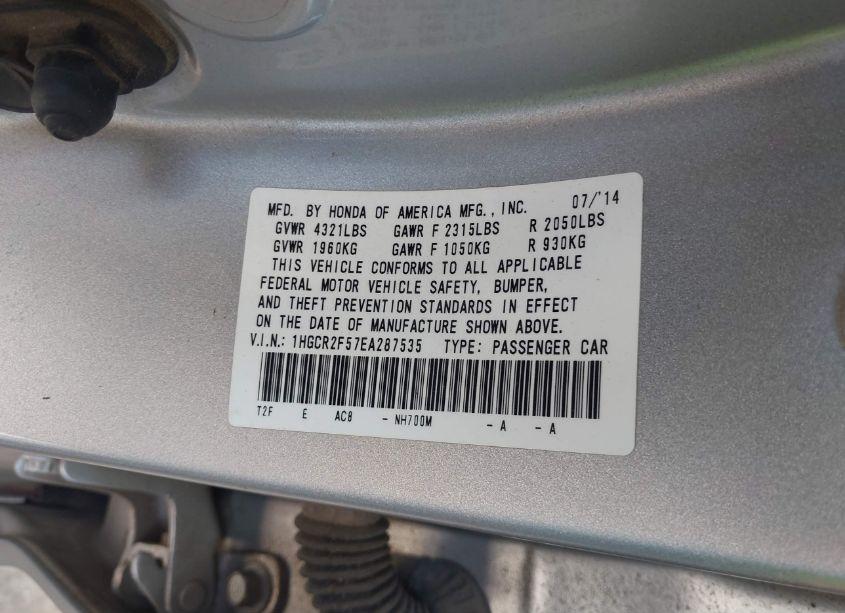 MFD. BY HONDA OF AMERICA MFG., INC. 07/'14
GVWR 4321LBS GAWR F 2315LBS R 2050LBS
GVWR 1960KG GAWR F 1050KG R 930KG
THIS VEHICLE CONFORMS TO ALL APPLICABLE
FEDERAL MOTOR VEHICLE SAFETY, BUMPER,
AND THEFT PREVENTION STANDARDS IN EFFECT
ON THE DATE OF MANUFACTURE SHOWN ABOVE.
V.I.N.: 1HGCR2F57EA287535 TYPE: PASSENGER CAR
T2F E AC8 - NH700M - A - A